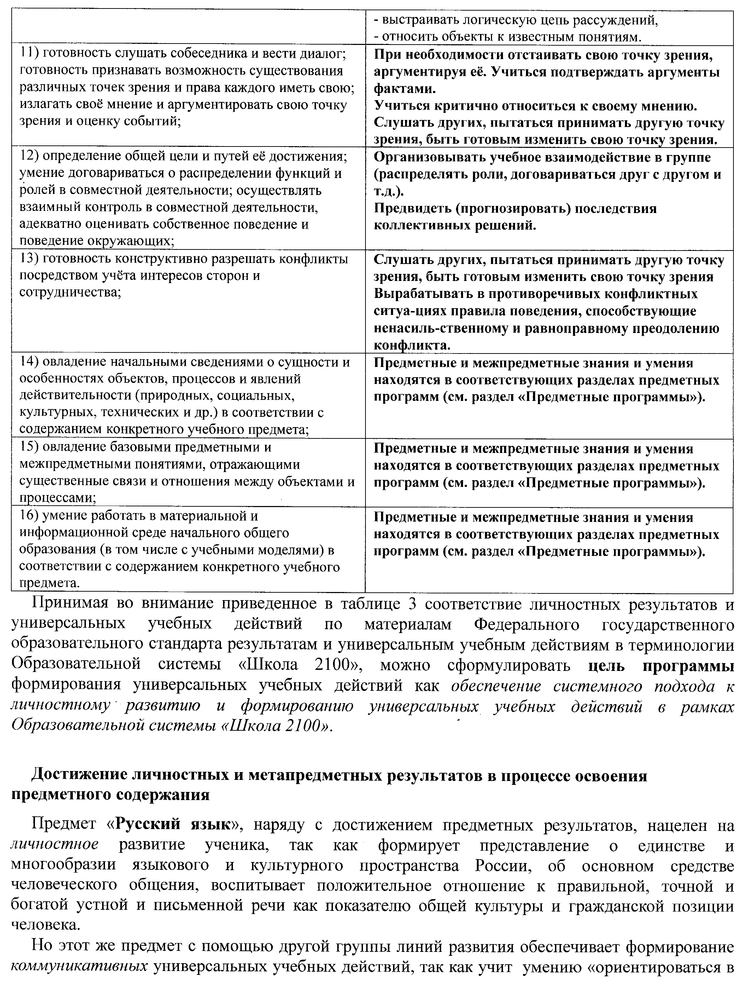 - выстраивать логическую цепь рассуждений,
- относить объекты к известным понятиям.
11) готовность слушать собеседника и вести диалог;
готовность признавать возможность существования
различных точек зрения и права каждого иметь свою;
излагать своё мнение и аргументировать свою точку
зрения и оценку событий;
При необходимости отстаивать свою точку зрения,
аргументируя её. Учиться подтверждать аргументы
фактами.
Учиться критично относиться к своему мнению.
Слушать других, пытаться принимать другую точку
зрения, быть готовым изменить свою точку зрения.
12) определение общей цели и путей её достижения;
умение договариваться о распределении функций и
ролей в совместной деятельности; осуществлять
взаимный контроль в совместной деятельности,
адекватно оценивать собственное поведение и
поведение окружающих;
Организовывать учебное взаимодействие в группе
(распределять роли, договариваться друг с другом и
т.д.).
Предвидеть (прогнозировать) последствия
коллективных решений.
13) готовность конструктивно разрешать конфликты
посредством учёта интересов сторон и
сотрудничества;
Слушать других, пытаться принимать другую точку
зрения, быть готовым изменить свою точку зрения
Вырабатывать в противоречивых конфликтных
ситуа-циях правила поведения, способствующие
ненасиль-ственному и равноправному преодолению
конфликта.
14) овладение начальными сведениями о сущности и
особенностях объектов, процессов и явлений
действительности (природных, социальных,
культурных, технических и др.) в соответствии с
содержанием конкретного учебного предмета;
Предметные и межпредметные знания и умения
находятся в соответствующих разделах предметных
программ (см. раздел «Предметные программы»).
15) овладение базовыми предметными и
межпредметными понятиями, отражающими
существенные связи и отношения между объектами и
процессами;
Предметные и межпредметные знания и умения
находятся в соответствующих разделах предметных
программ (см. раздел «Предметные программы»).
16) умение работать в материальной и
информационной среде начального общего
образования (в том числе с учебными моделями) в
соответствии с содержанием конкретного учебного
предмета.
Предметные и межпредметные знания и умения
находятся в соответствующих разделах предметных
программ (см. раздел «Предметные программы»).
Принимая во внимание приведенное в таблице 3 соответствие личностных результатов и
универсальных учебных действий по материалам Федерального государственного
образовательного стандарта результатам и универсальным учебным действиям в терминологии
Образовательной системы «Школа 2100», можно сформулировать цель программы
формирования универсальных учебных действий как обеспечение системного подхода к
личностному развитию и формированию универсальных учебных действий в рамках
Образовательной системы «Школа 2100».
Достижение личностных и метапредметных результатов в процессе освоения
предметного содержания
Предмет «Русский язык», наряду с достижением предметных результатов, нацелен на
личностное развитие ученика, так как формирует представление о единстве и
многообразии языкового и культурного пространства России, об основном средстве
человеческого общения, воспитывает положительное отношение к правильной, точной и
богатой устной и письменной речи как показателю общей культуры и гражданской позиции
человека.
Но этот же предмет с помощью другой группы линий развития обеспечивает формирование
коммуникативных универсальных учебных действий, так как учит умению «ориентироваться в